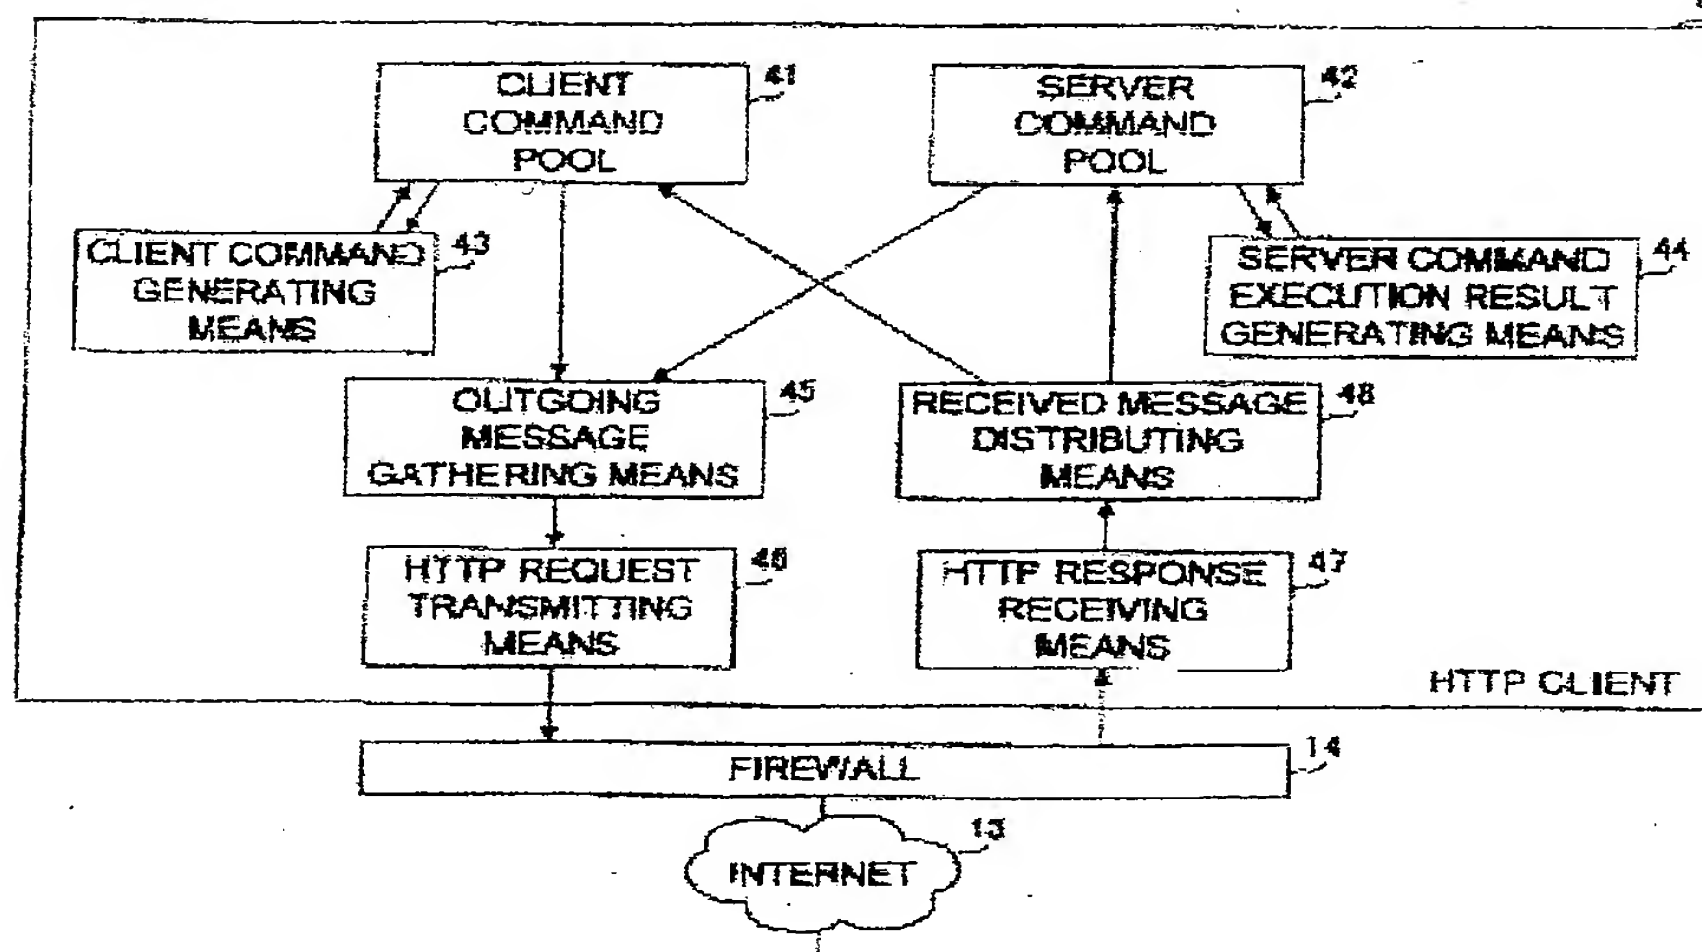 CLIENT
COMMAND
POOL
41
SERVER
COMMAND
POOL
42
CLIENT COMMAND
GENERATING
MEANS
43
SERVER COMMAND
EXECUTION RESULT
GENERATING MEANS
44
OUTGOING
MESSAGE
GATHERING MEANS
45
RECEIVED MESSAGE
DISTRIBUTING
MEANS
48
HTTP REQUEST
TRANSMITTING
MEANS
46
HTTP RESPONSE
RECEIVING
MEANS
47
HTTP CLIENT
FIREWALL
14
INTERNET
13